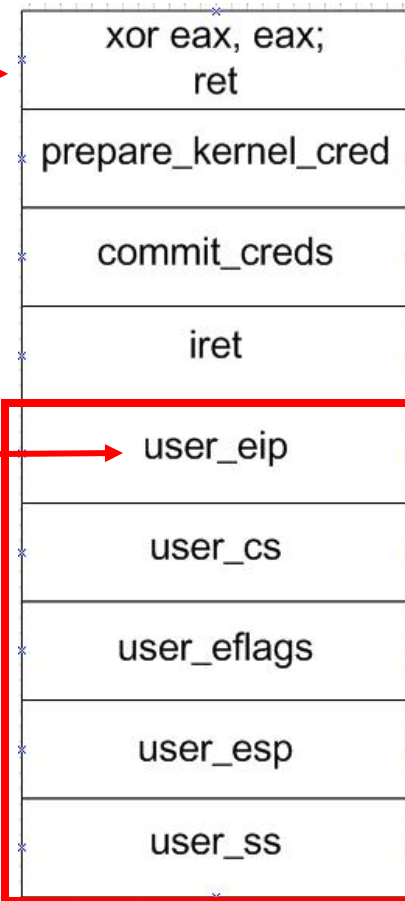 xor eax, eax;
ret
prepare_kernel_cred
commit_creds
iret
user_eip
user_cs
user_eflags
user_esp
user_ss